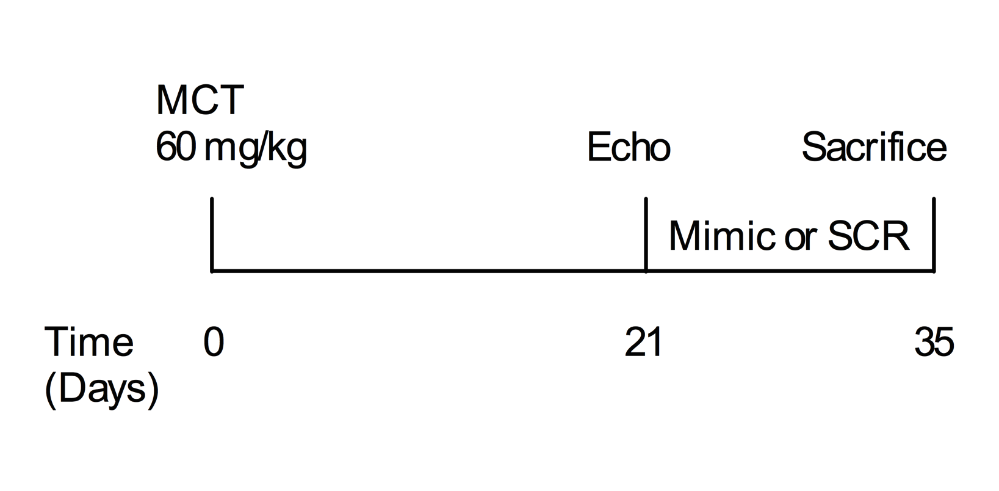 MCT
60 mg/kg
Echo
Sacrifice
Mimic or SCR
Time
(Days)
0
21
35